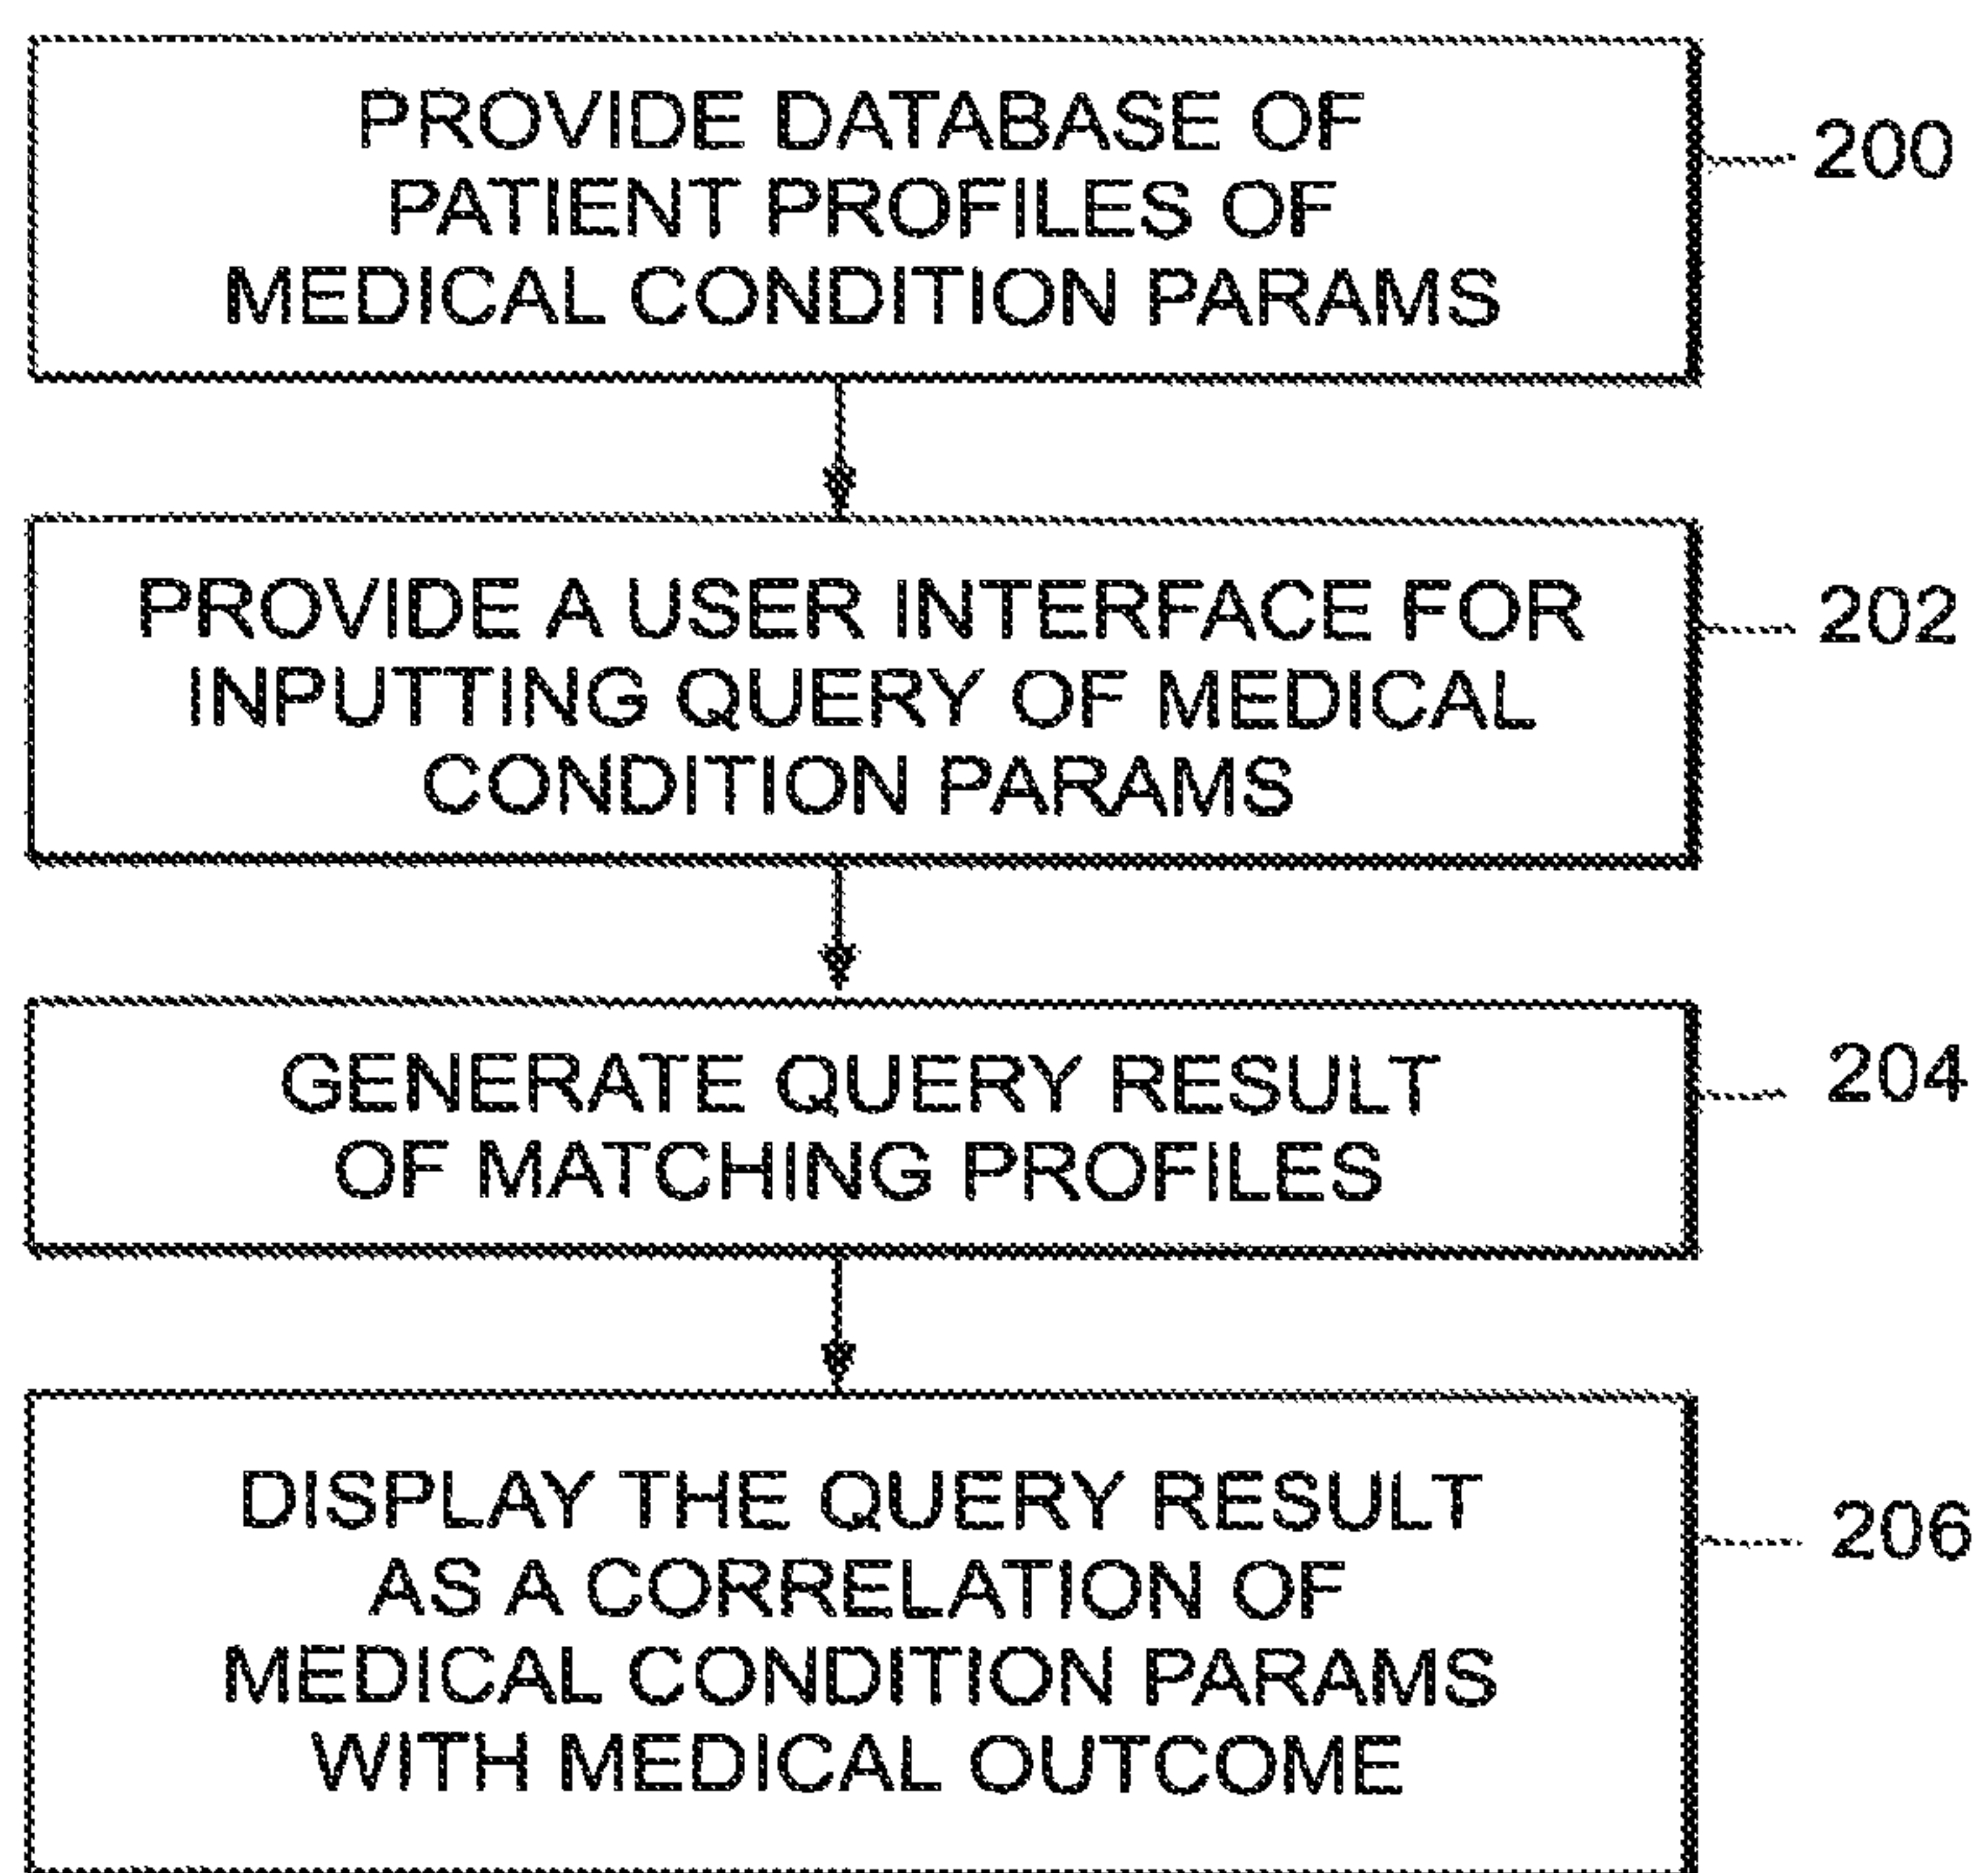 PROVIDE DATABASE OF
PATIENT PROFILES OF
MEDICAL CONDITION PARAMS
200
PROVIDE A USER INTERFACE FOR
INPUTTING QUERY OF MEDICAL
CONDITION PARAMS
202
GENERATE QUERY RESULT
OF MATCHING PROFILES
204
DISPLAY THE QUERY RESULT
AS A CORRELATION OF
MEDICAL CONDITION PARAMS
WITH MEDICAL OUTCOME
206